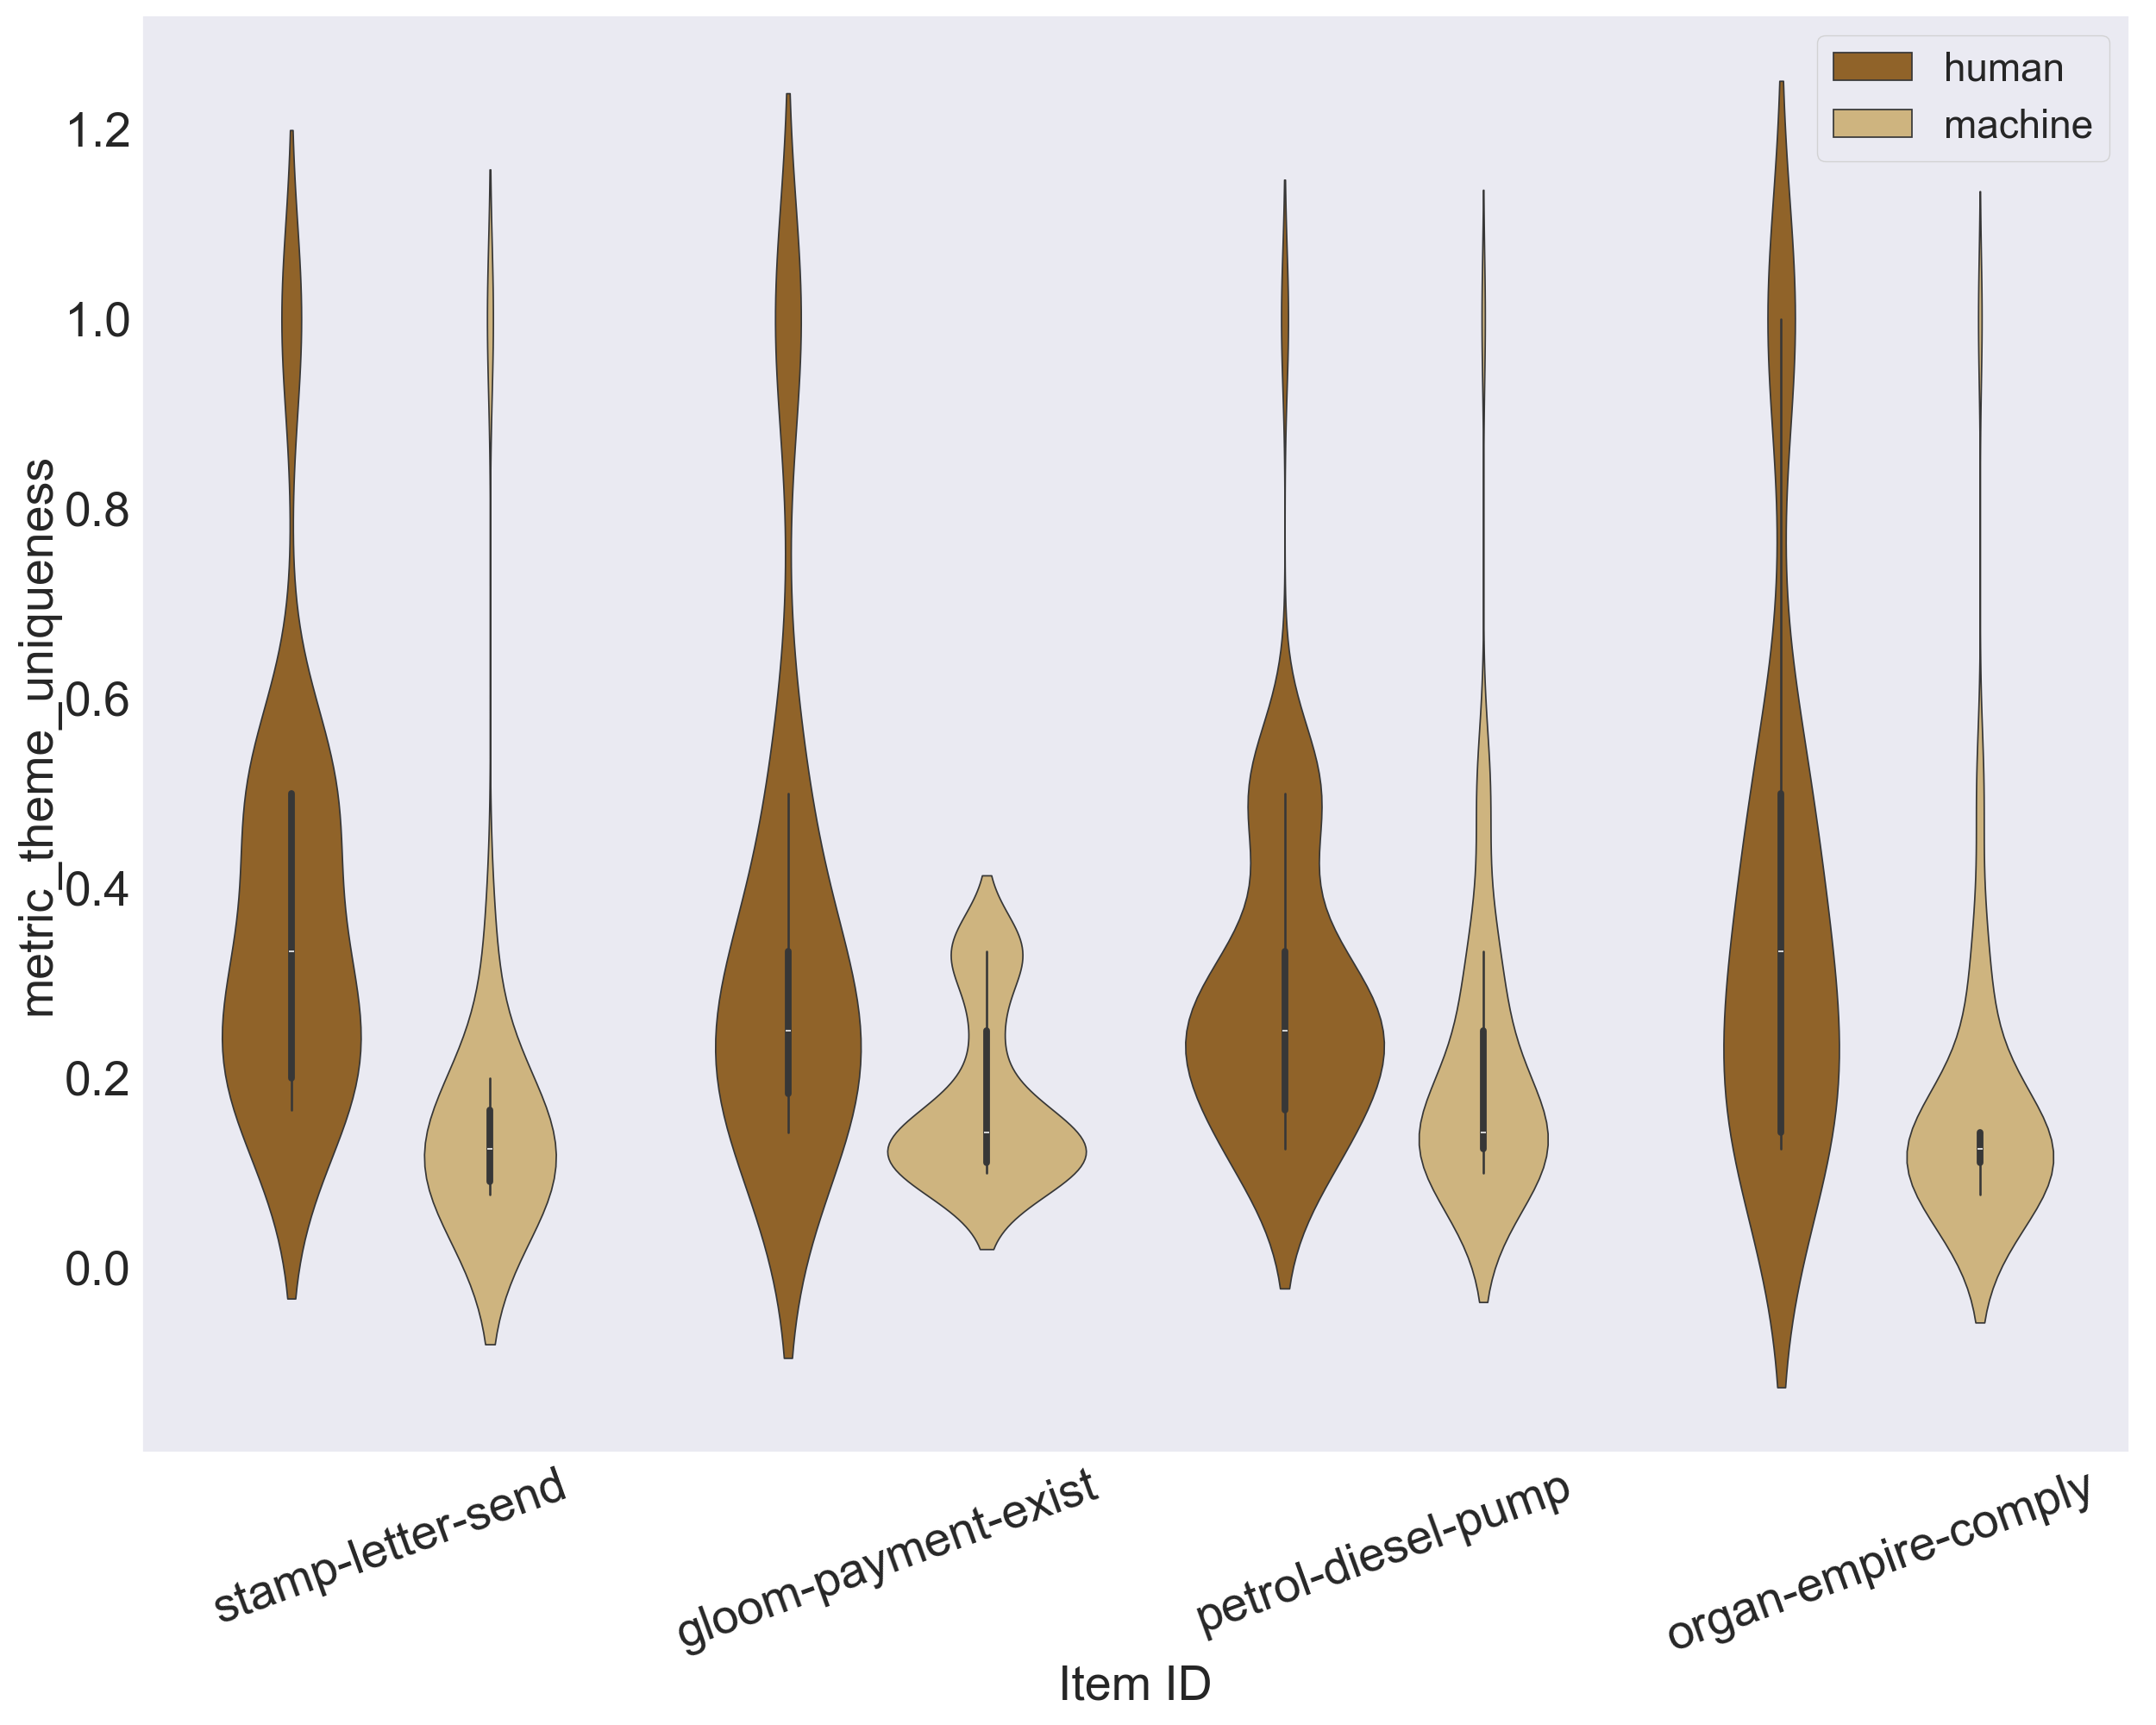 human
machine
metric_theme_uniqueness
1.2
1.0
0.8
0.6
0.4
0.2
0.0
stamp-letter-send
gloom-payment-exist
petrol-diesel-pump
organ-empire-comply
Item ID